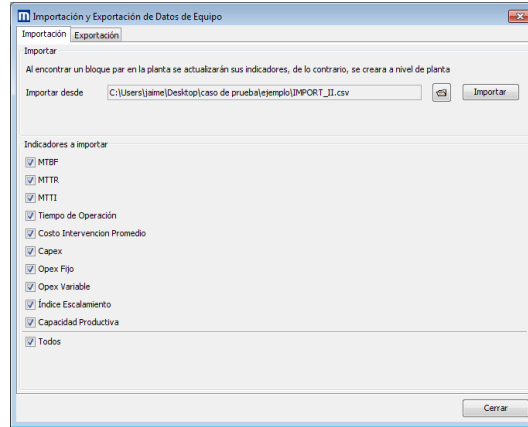 Importación y Exportación de Datos de Equipo
Importación Exportación
Importar
Al encontrar un bloque par en la planta se actualizarán sus indicadores, de lo contrario, se creara a nivel de planta
Importar desde C:\Users\jaime\Desktop\caso de prueba\ejemplo\IMPORT_II.csv Importar
Indicadores a importar
MTBF
MTTR
MTTI
Tiempo de Operación
Costo Intervencion Promedio
Capex
Opex Fijo
Opex Variable
Índice Escalamiento
Capacidad Productiva
Todos
Cerrar